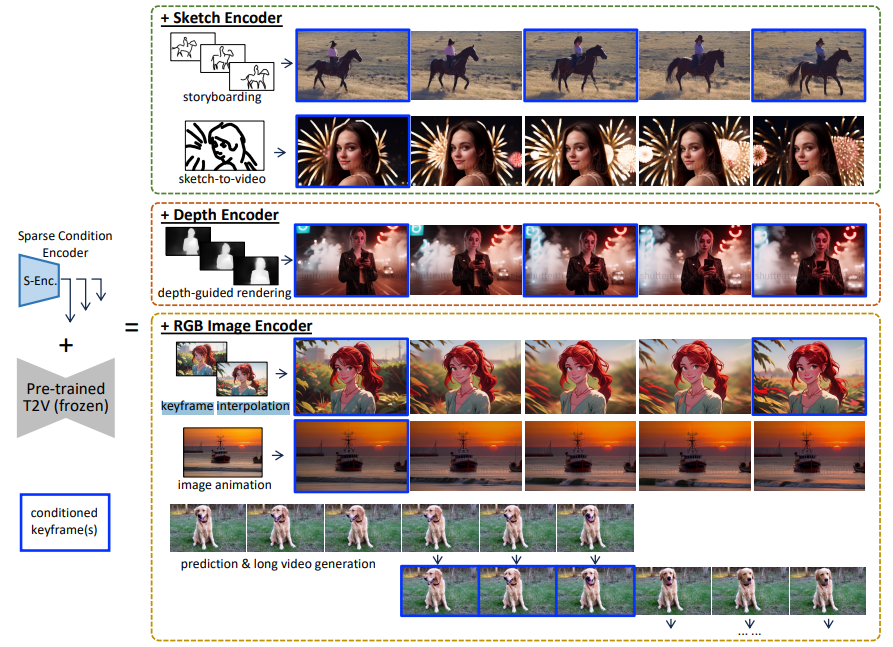 + Sketch Encoder
storyboarding
sketch-to-video
+ Depth Encoder
depth-guided rendering
Sparse Condition
Encoder
S-Enc.
+
Pre-trained
T2V (frozen)
=
conditioned
keyframe(s)
+ RGB Image Encoder
keyframe interpolation
image animation
prediction & long video generation
... ...